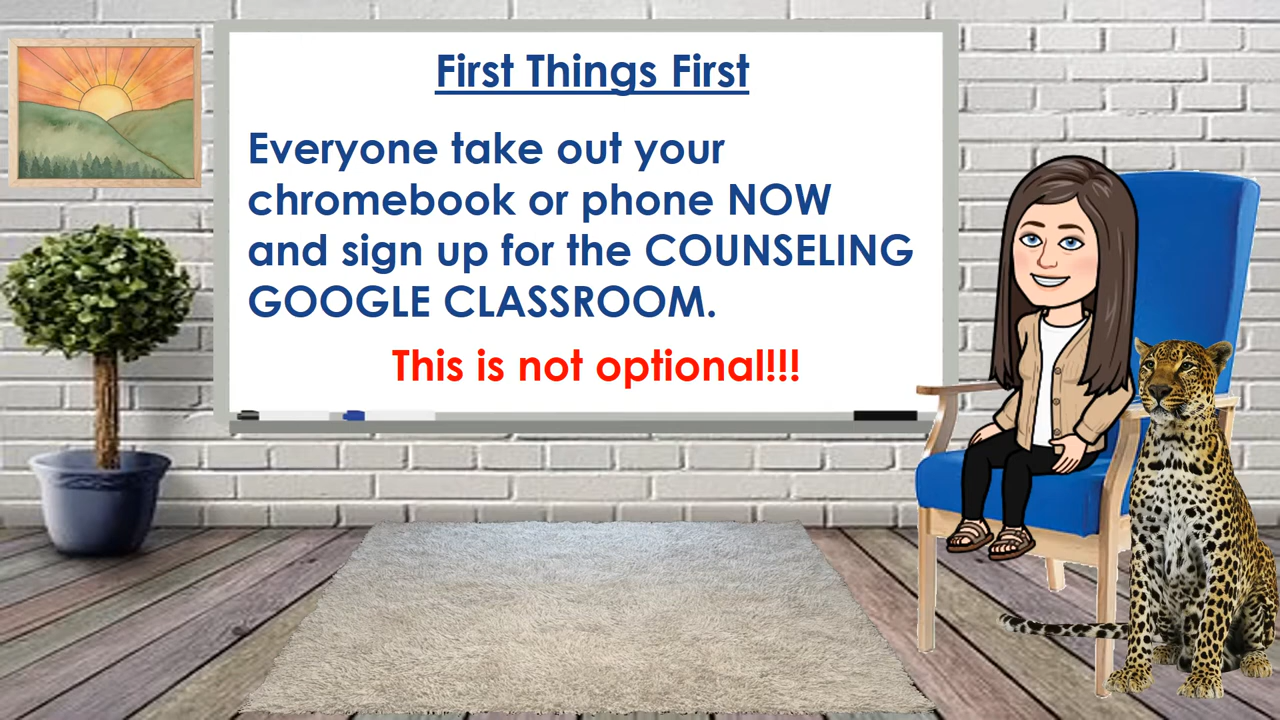 First Things First
Everyone take out your
chromebook or phone NOW
and sign up for the COUNSELING
GOOGLE CLASSROOM.
This is not optional!!!